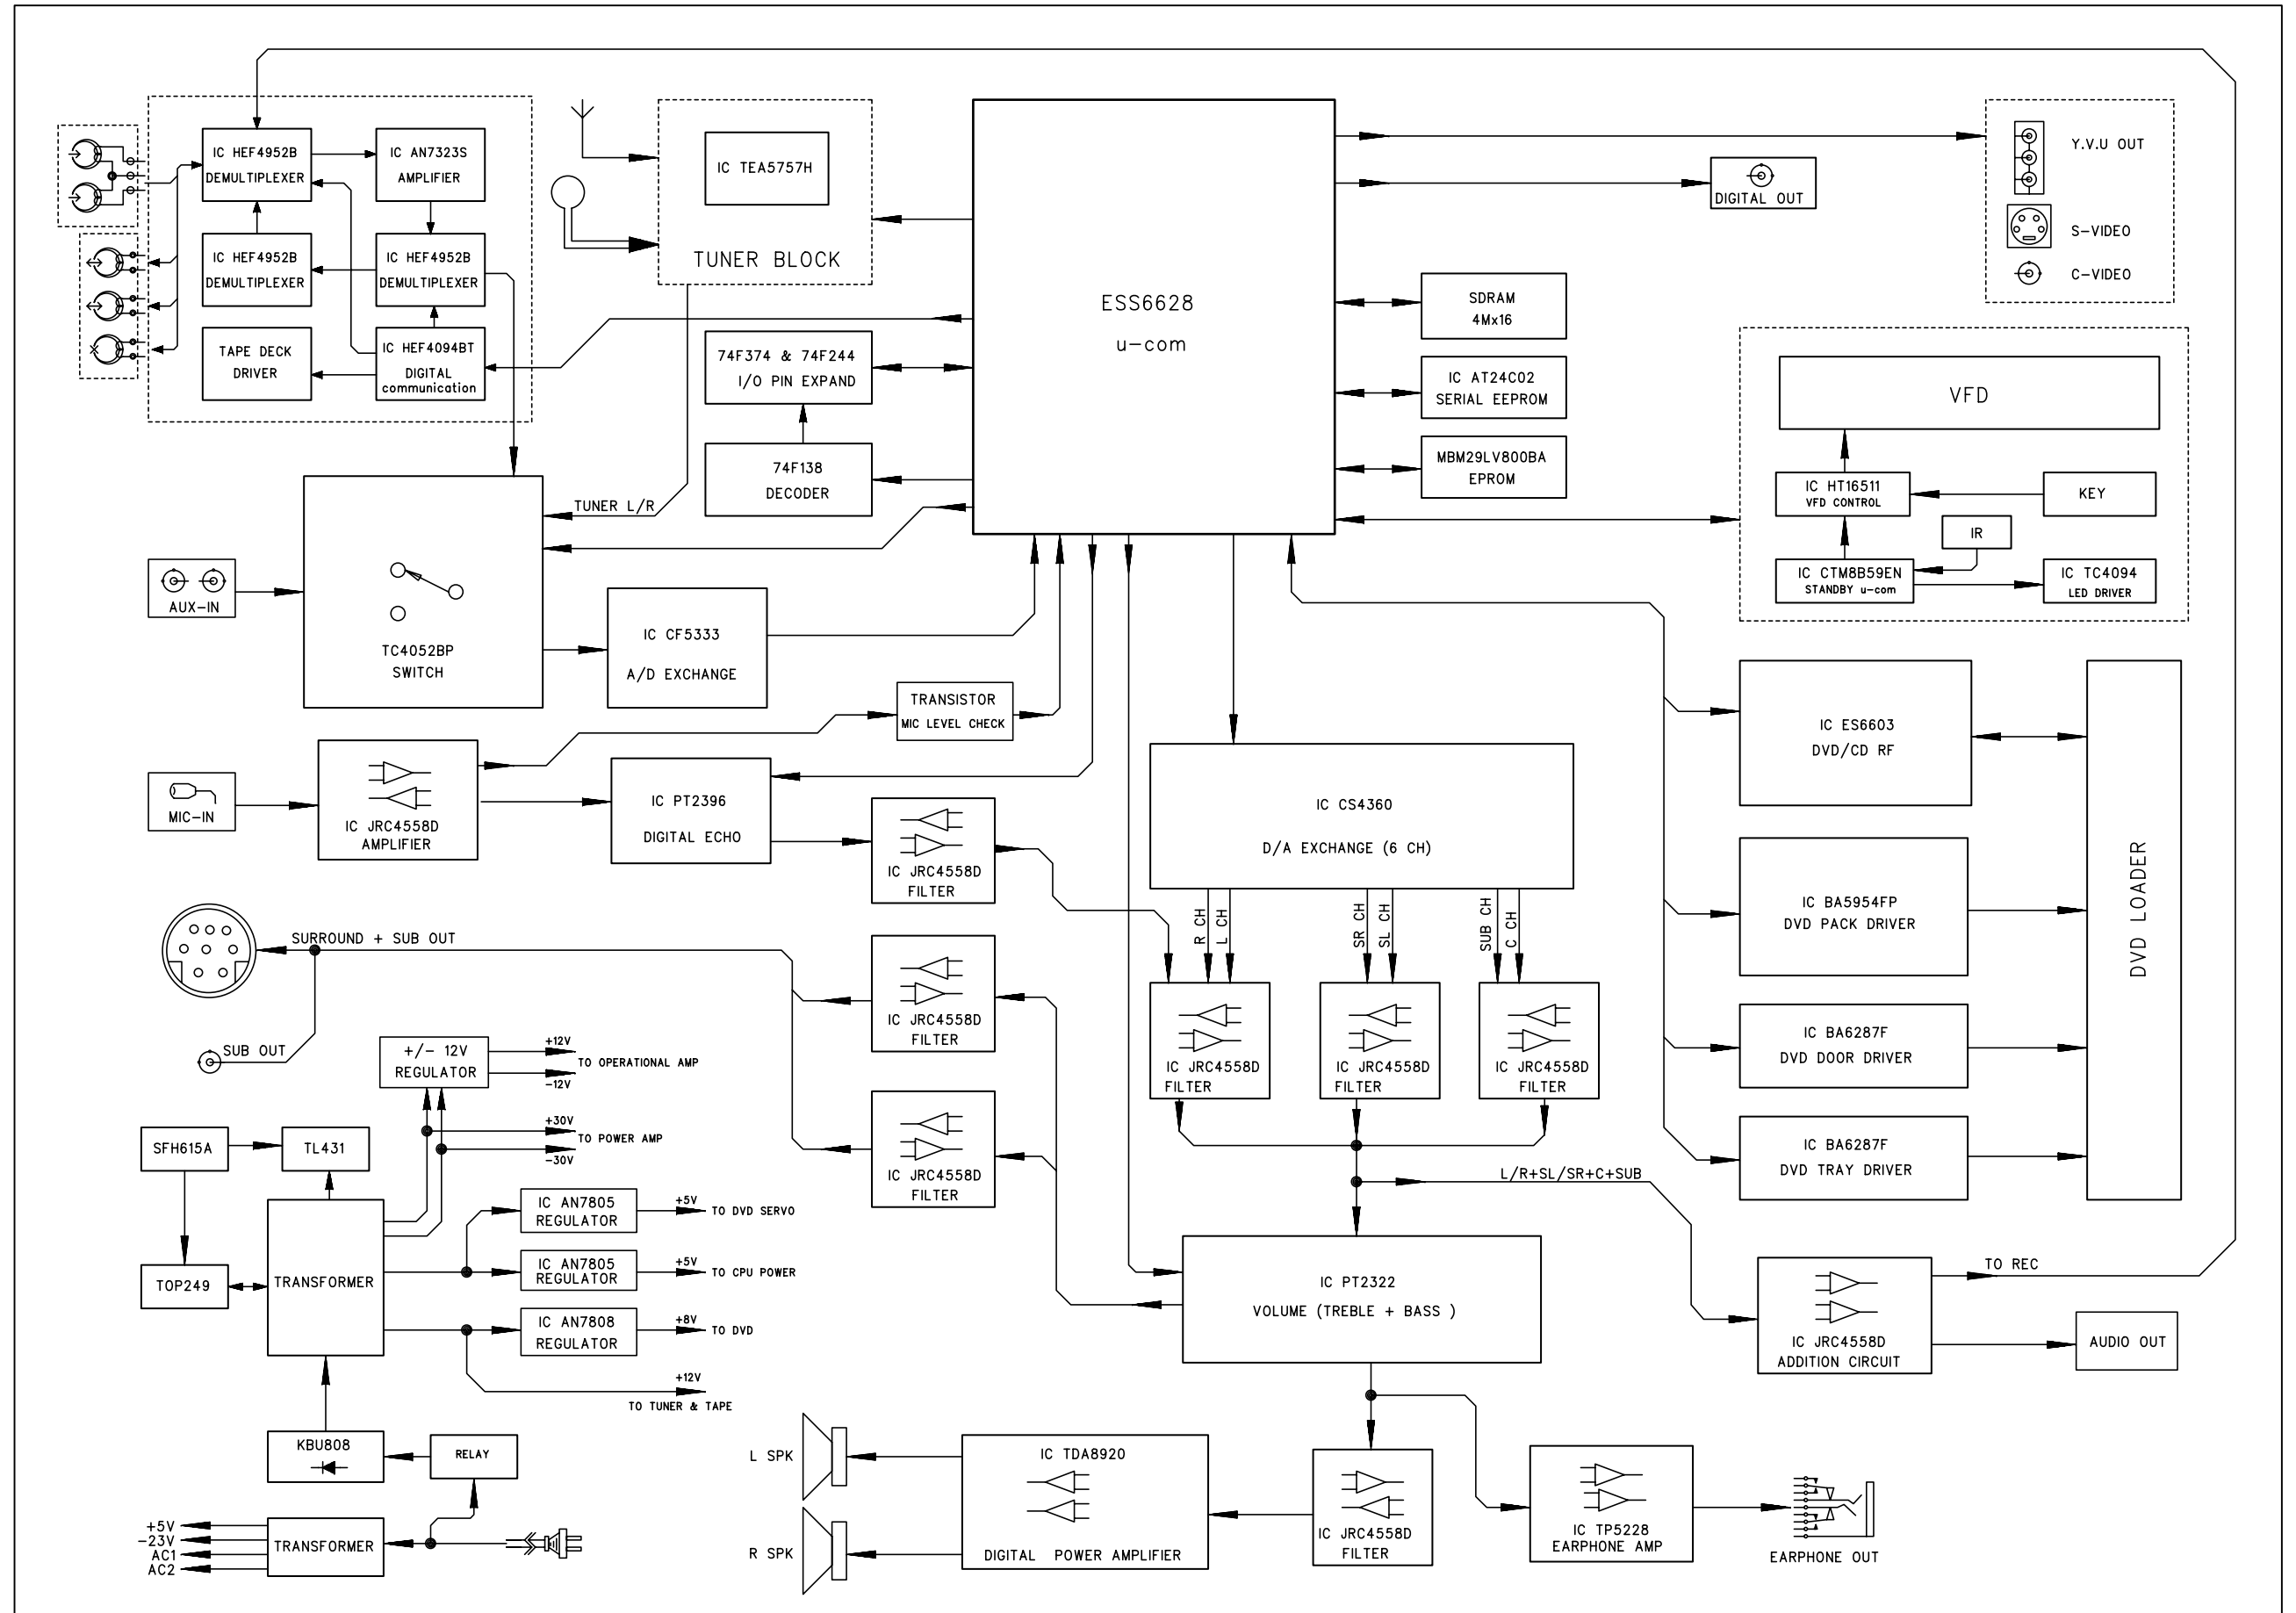 IC HEF4952B
DEMULTIPLEXER
IC AN7323S
AMPLIFIER
IC HEF4952B
DEMULTIPLEXER
IC HEF4952B
DEMULTIPLEXER
TAPE DECK
DRIVER
IC HEF4094BT
DIGITAL
communication
IC TEA5757H
TUNER BLOCK
ESS6628
u-com
DIGITAL OUT
Y.V.U OUT
S-VIDEO
C-VIDEO
SDRAM
4Mx16
74F374 & 74F244
I/O PIN EXPAND
IC AT24C02
SERIAL EEPROM
74F138
DECODER
MBM29LV800BA
EPROM
VFD
IC HT16511
VFD CONTROL
KEY
IR
IC CTM8B59EN
STANDBY u-com
IC TC4094
LED DRIVER
TUNER L/R
AUX-IN
TC4052BP
SWITCH
IC CF5333
A/D EXCHANGE
TRANSISTOR
MIC LEVEL CHECK
MIC-IN
IC JRC4558D
AMPLIFIER
IC PT2396
DIGITAL ECHO
IC JRC4558D
FILTER
IC CS4360
D/A EXCHANGE (6 CH)
R CH
L CH
SR CH
SL CH
SUB CH
C CH
IC ES6603
DVD/CD RF
IC BA5954FP
DVD PACK DRIVER
IC BA6287F
DVD DOOR DRIVER
IC BA6287F
DVD TRAY DRIVER
DVD LOADER
SURROUND + SUB OUT
SUB OUT
IC JRC4558D
FILTER
IC JRC4558D
FILTER
IC JRC4558D
FILTER
IC JRC4558D
FILTER
IC JRC4558D
FILTER
+/- 12V
REGULATOR
+12V
TO OPERATIONAL AMP
-12V
+30V
TO POWER AMP
-30V
SFH615A
TL431
TOP249
TRANSFORMER
IC AN7805
REGULATOR
+5V
TO DVD SERVO
IC AN7805
REGULATOR
+5V
TO CPU POWER
IC AN7808
REGULATOR
+8V
TO DVD
+12V
TO TUNER & TAPE
L/R+SL/SR+C+SUB
IC PT2322
VOLUME (TREBLE + BASS )
TO REC
IC JRC4558D
ADDITION CIRCUIT
AUDIO OUT
KBU808
RELAY
+5V
-23V
AC1
AC2
TRANSFORMER
L SPK
R SPK
IC TDA8920
DIGITAL POWER AMPLIFIER
IC JRC4558D
FILTER
IC TP5228
EARPHONE AMP
EARPHONE OUT